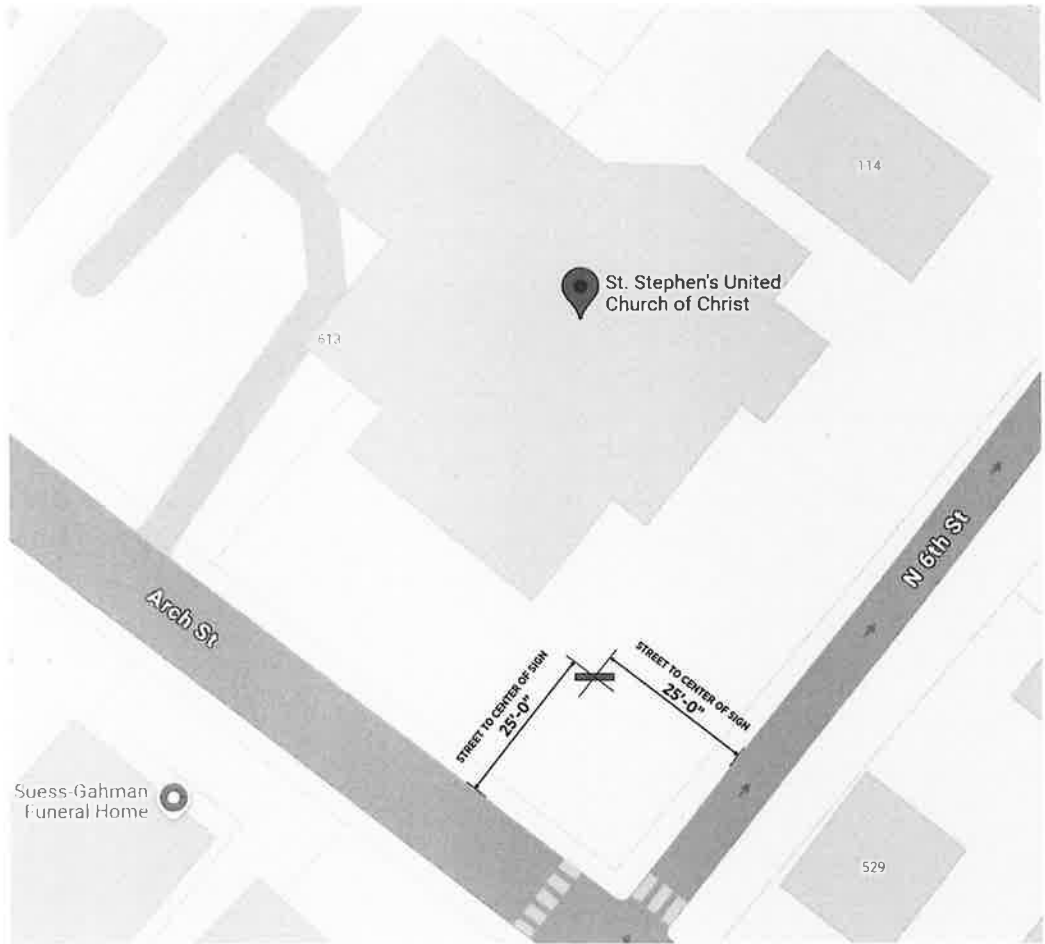 114
St. Stephen's United
Church of Christ
613
N 6th St
Arch St
STREET TO CENTER OF SIGN
25'-0"
STREET TO CENTER OF SIGN
25'-0"
Suess-Gahman
Funeral Home
529